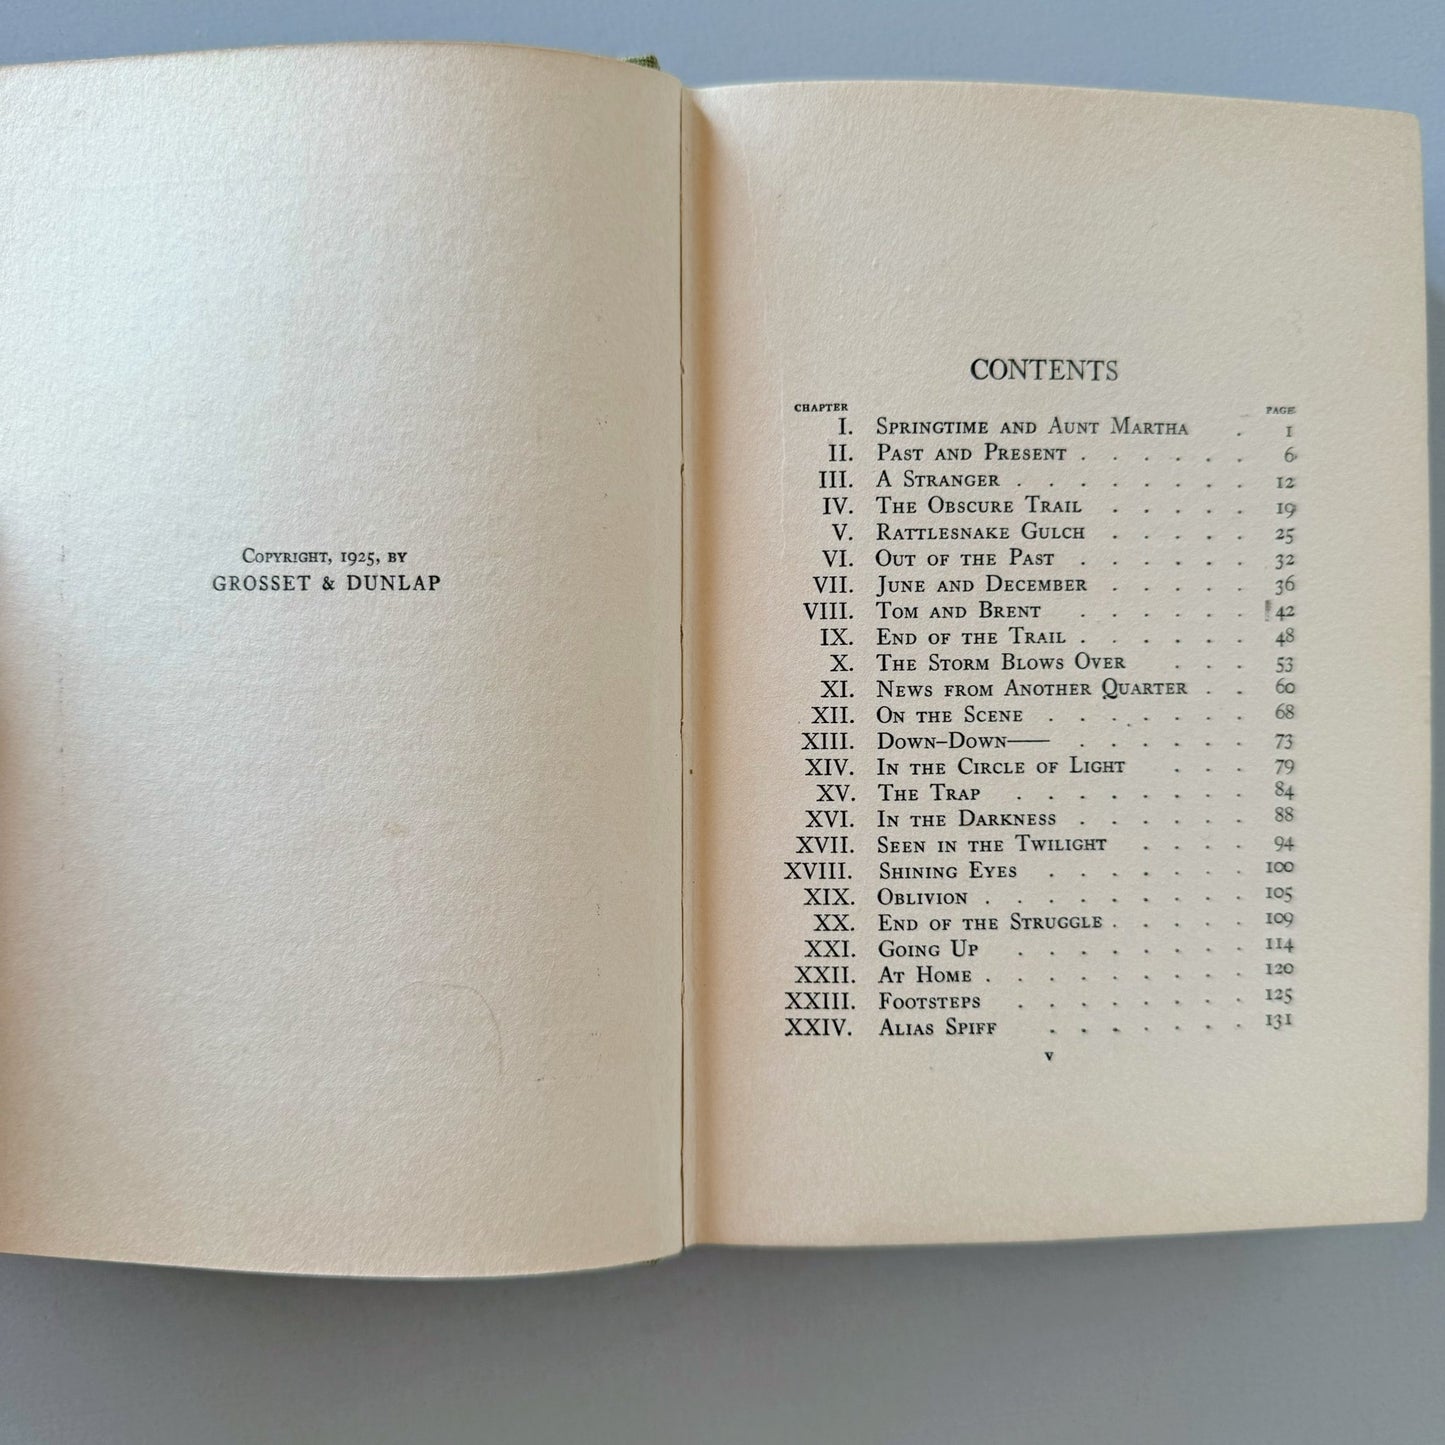 Copyright, 1925, by
GROSSET & DUNLAP
CONTENTS
CHAPTER PAGE
I. Springtime and Aunt Martha . 1
II. Past and Present . . . . . . 6
III. A Stranger . . . . . . . . 12
IV. The Obscure Trail . . . . . 19
V. Rattlesnake Gulch . . . . . 25
VI. Out of the Past . . . . . . 32
VII. June and December . . . . . 36
VIII. Tom and Brent . . . . . . 42
IX. End of the Trail . . . . . . 48
X. The Storm Blows Over . . . 53
XI. News from Another Quarter . . 60
XII. On the Scene . . . . . . . 68
XIII. Down–Down—— . . . . . . 73
XIV. In the Circle of Light . . . 79
XV. The Trap . . . . . . . . 84
XVI. In the Darkness . . . . . . 88
XVII. Seen in the Twilight . . . . 94
XVIII. Shining Eyes . . . . . . . 100
XIX. Oblivion . . . . . . . . . 105
XX. End of the Struggle . . . . . 109
XXI. Going Up . . . . . . . . 114
XXII. At Home . . . . . . . . . 120
XXIII. Footsteps . . . . . . . . 125
XXIV. Alias Spiff . . . . . . . 131
v